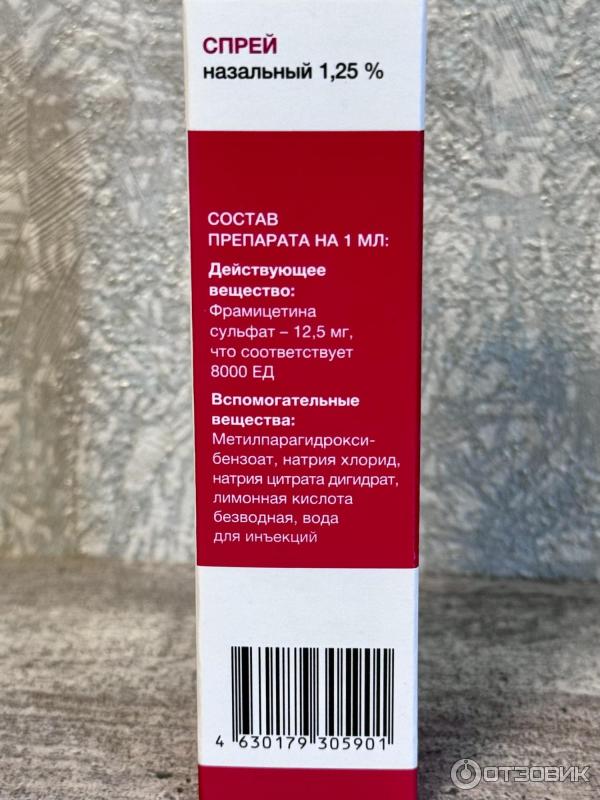 СПРЕЙ
назальный 1,25 %
СОСТАВ
ПРЕПАРАТА НА 1 МЛ:
Действующее
вещество:
Фрамицетина
сульфат – 12,5 мг,
что соответствует
8000 ЕД
Вспомогательные
вещества:
Метилпарагидрокси-
бензоат, натрия хлорид,
натрия цитрата дигидрат,
лимонная кислота
безводная, вода
для инъекций
4 630179 305901
ОТЗОВИК